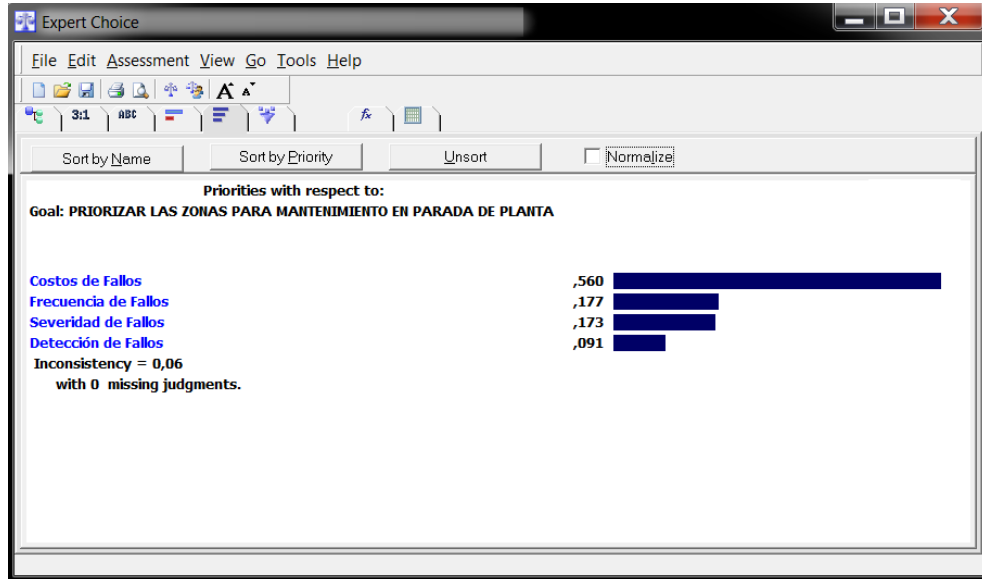 Expert Choice
File Edit Assessment View Go Tools Help
A A
3:1 ABC fx
Sort by Name Sort by Priority Unsort Normalize
Priorities with respect to:
Goal: PRIORIZAR LAS ZONAS PARA MANTENIMIENTO EN PARADA DE PLANTA
Costos de Fallos ,560
Frecuencia de Fallos ,177
Severidad de Fallos ,173
Detección de Fallos ,091
Inconsistency = 0,06
with 0 missing judgments.